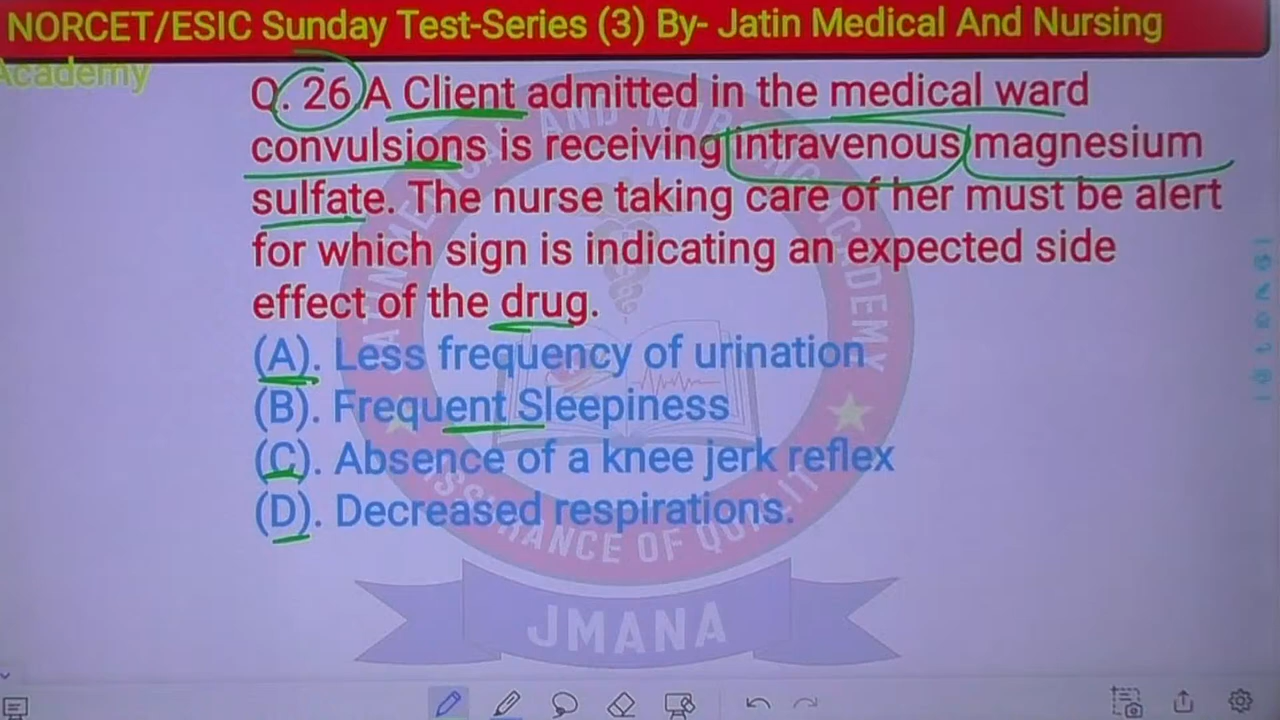 NORCET/ESIC Sunday Test-Series (3) By- Jatin Medical And Nursing
Academy
Q. 26 A Client admitted in the medical ward
convulsions is receiving intravenous magnesium
sulfate. The nurse taking care of her must be alert
for which sign is indicating an expected side
effect of the drug.
(A). Less frequency of urination
(B). Frequent Sleepiness
(C). Absence of a knee jerk reflex
(D). Decreased respirations.
JMANA